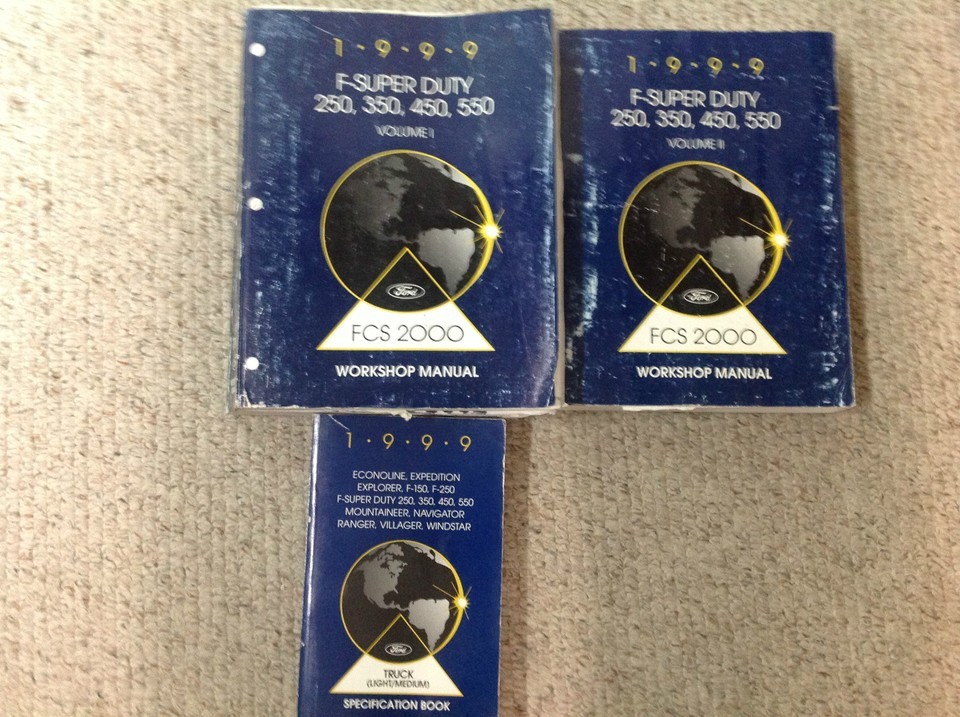 1-9-9-9
F-SUPER DUTY
250, 350, 450, 550
VOLUME I
Ford
FCS 2000
WORKSHOP MANUAL
1-9-9-9
F-SUPER DUTY
250, 350, 450, 550
VOLUME II
Ford
FCS 2000
WORKSHOP MANUAL
1·9·9·9
ECONOLINE, EXPEDITION
EXPLORER, F-150, F-250
F-SUPER DUTY 250, 350, 450, 550
MOUNTAINEER, NAVIGATOR
RANGER, VILLAGER, WINDSTAR
Ford
TRUCK
(LIGHT/MEDIUM)
SPECIFICATION BOOK